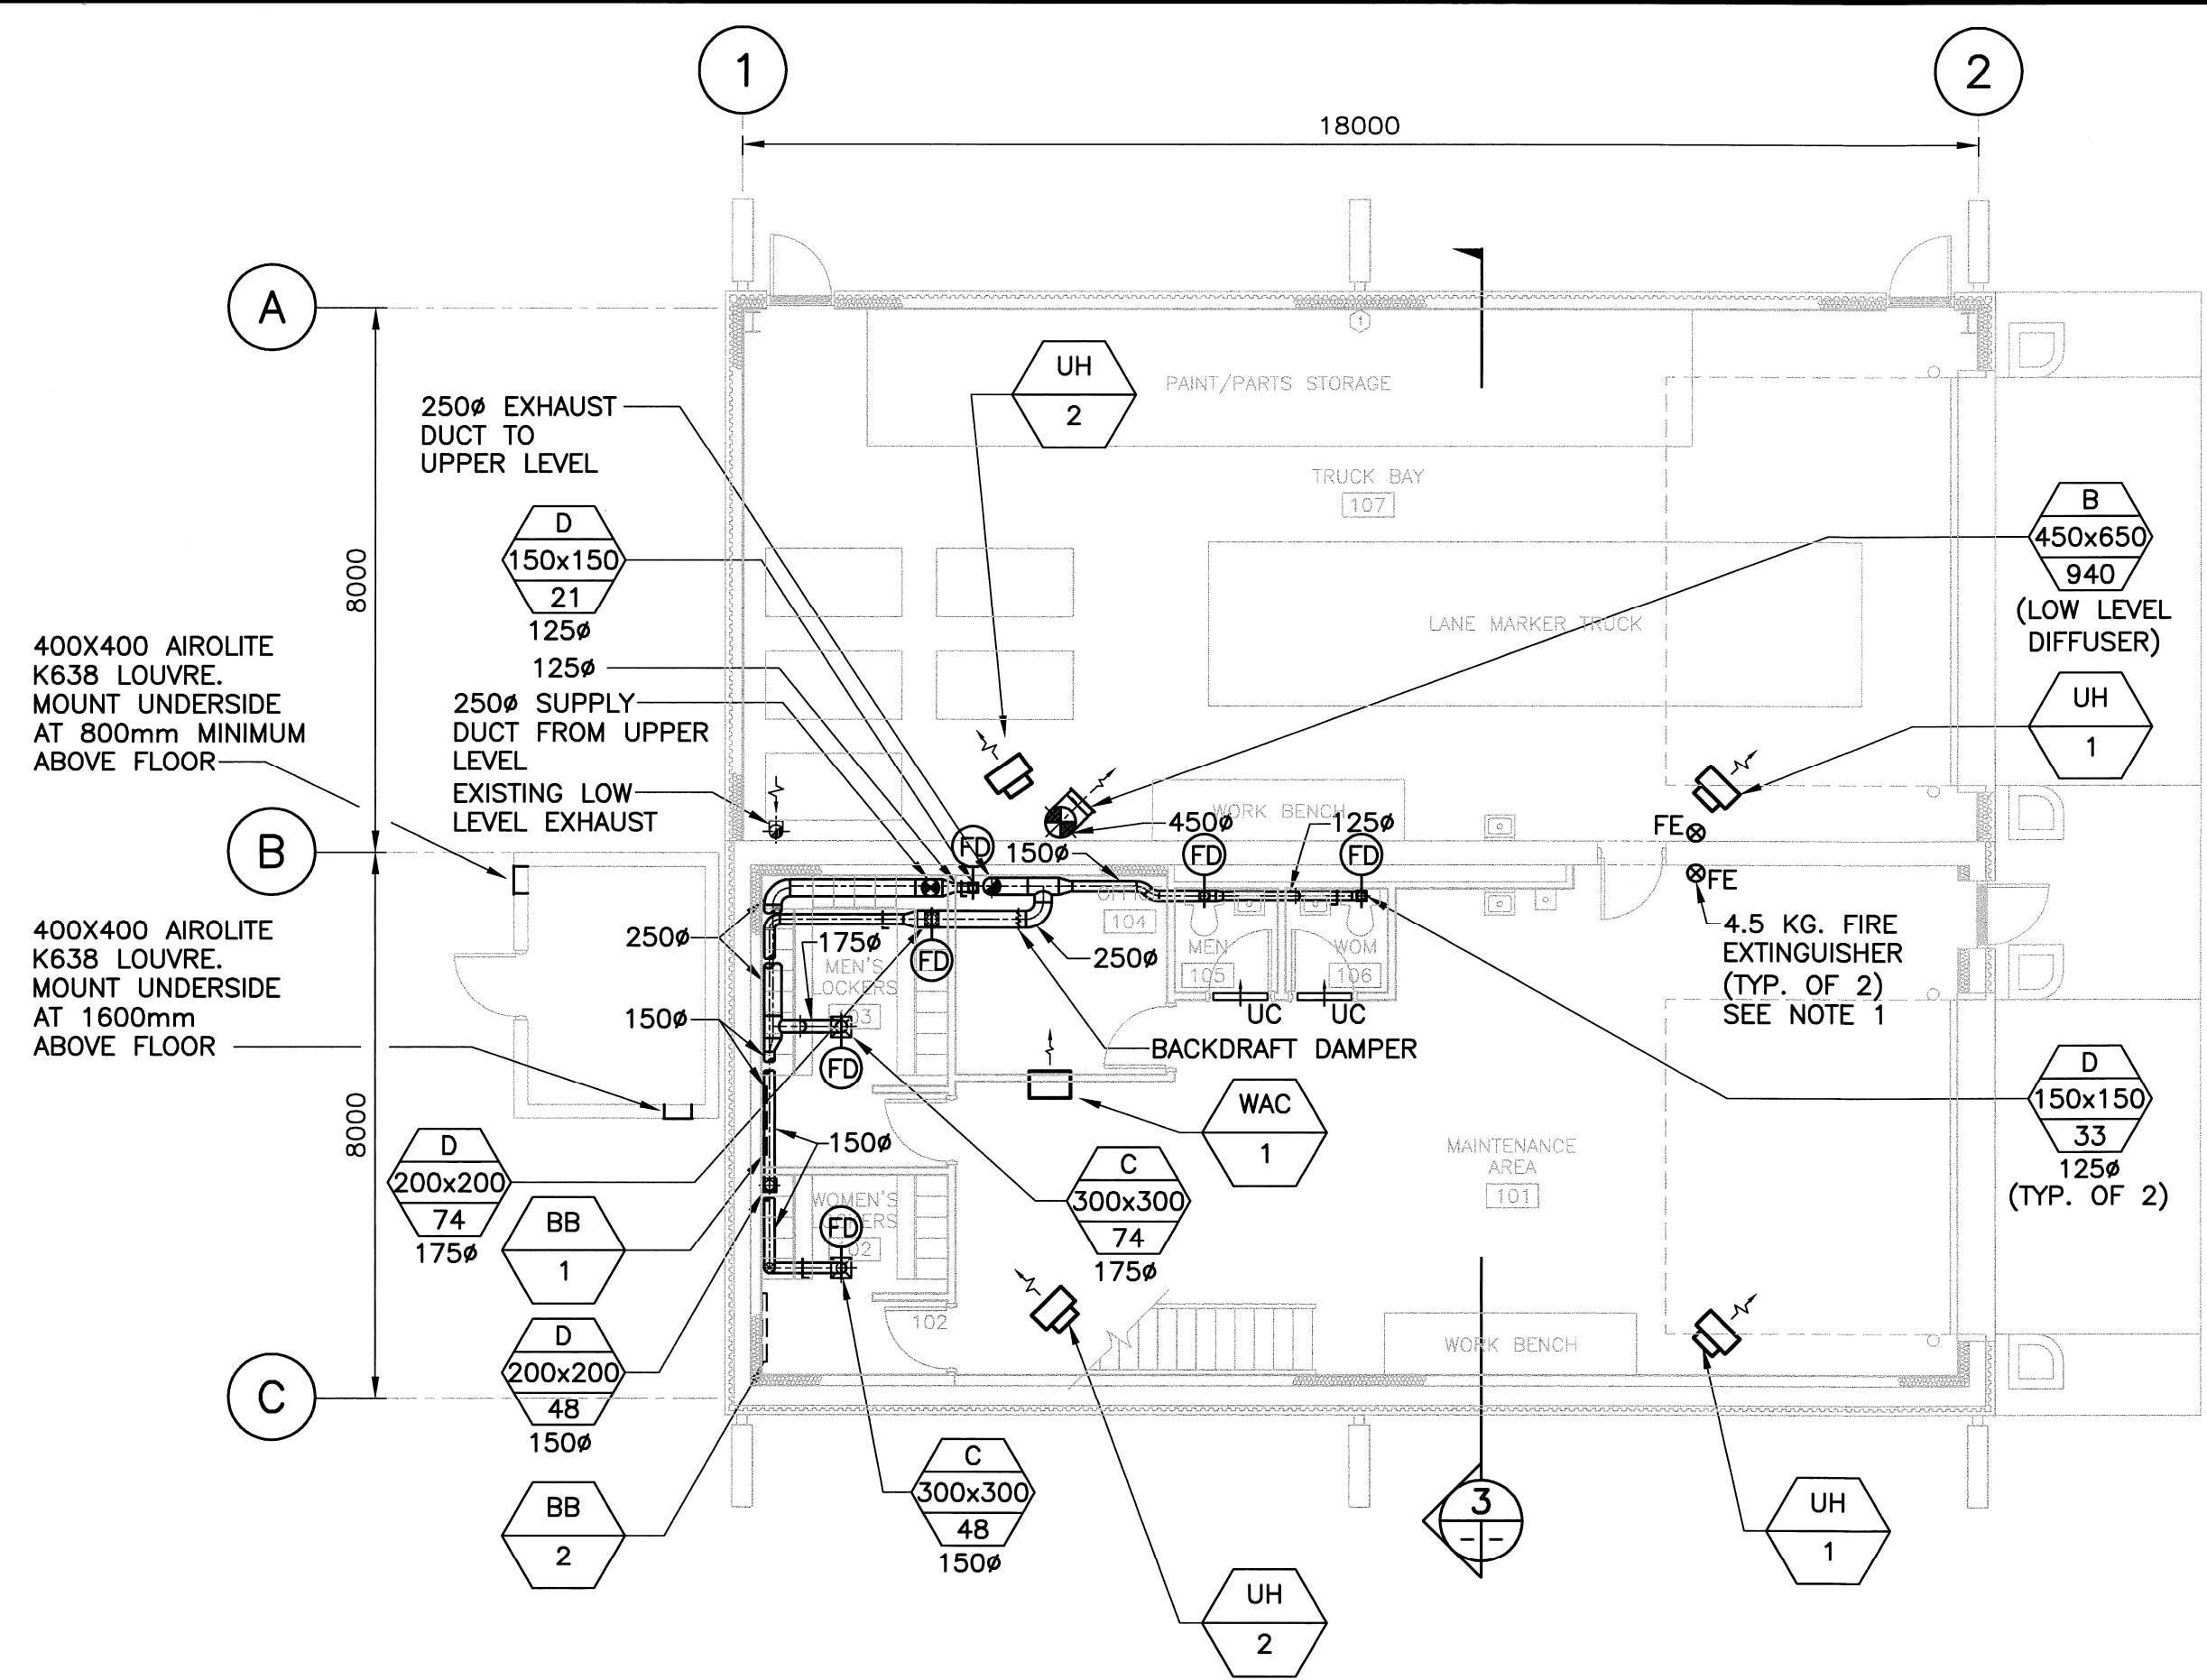 1
2
18000
A
UH
2
PAINT/PARTS STORAGE
250ø EXHAUST
DUCT TO
UPPER LEVEL
TRUCK BAY
107
D
150x150
21
125ø
B
450x650
940
(LOW LEVEL
DIFFUSER)
8000
LANE MARKER TRUCK
400X400 AIROLITE
K638 LOUVRE.
MOUNT UNDERSIDE
AT 800mm MINIMUM
ABOVE FLOOR
125ø
250ø SUPPLY
DUCT FROM UPPER
LEVEL
EXISTING LOW
LEVEL EXHAUST
UH
1
WORK BENCH
450ø
125ø
FE
B
FD
150ø
FD
FD
FE
4.5 KG. FIRE
EXTINGUISHER
(TYP. OF 2)
SEE NOTE 1
400X400 AIROLITE
K638 LOUVRE.
MOUNT UNDERSIDE
AT 1600mm
ABOVE FLOOR
250ø
175ø
MEN'S
LOCKERS
103
FD
104
250ø
MEN
105
WOM
106
150ø
UC
UC
FD
BACKDRAFT DAMPER
8000
WAC
1
D
150x150
33
125ø
(TYP. OF 2)
150ø
D
200x200
74
175ø
C
300x300
74
175ø
MAINTENANCE
AREA
101
BB
1
WOMEN'S
LOCKERS
102
FD
D
200x200
48
150ø
102
WORK BENCH
C
C
300x300
48
150ø
3
--
BB
2
UH
1
UH
2